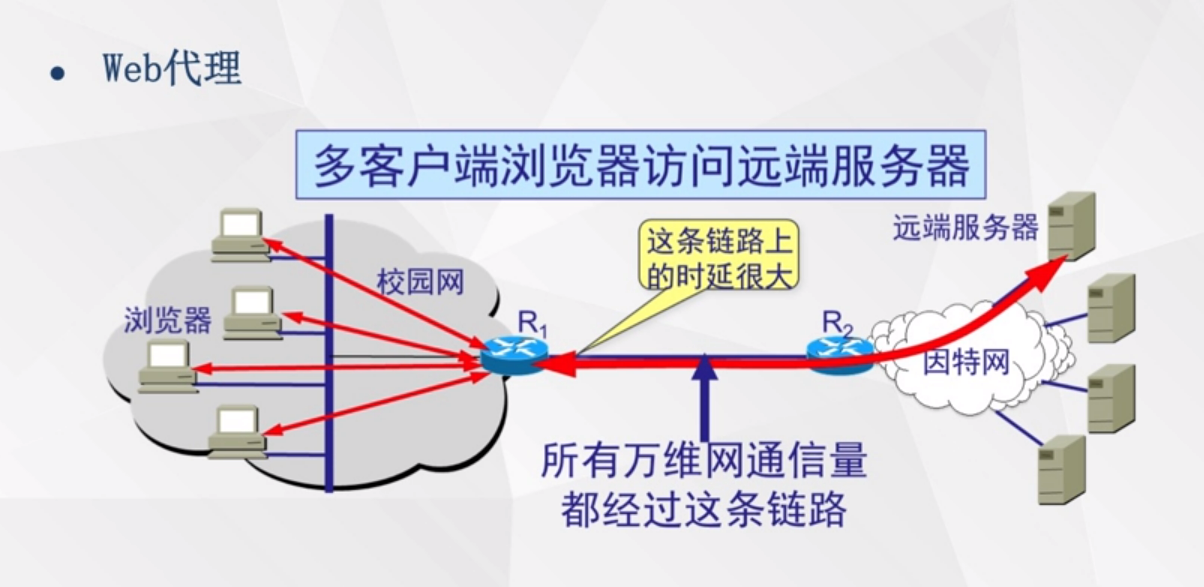 • Web代理
多客户端浏览器访问远端服务器
远端服务器
这条链路上
的时延很大
校园网
浏览器
R1
R2
因特网
所有万维网通信量
都经过这条链路